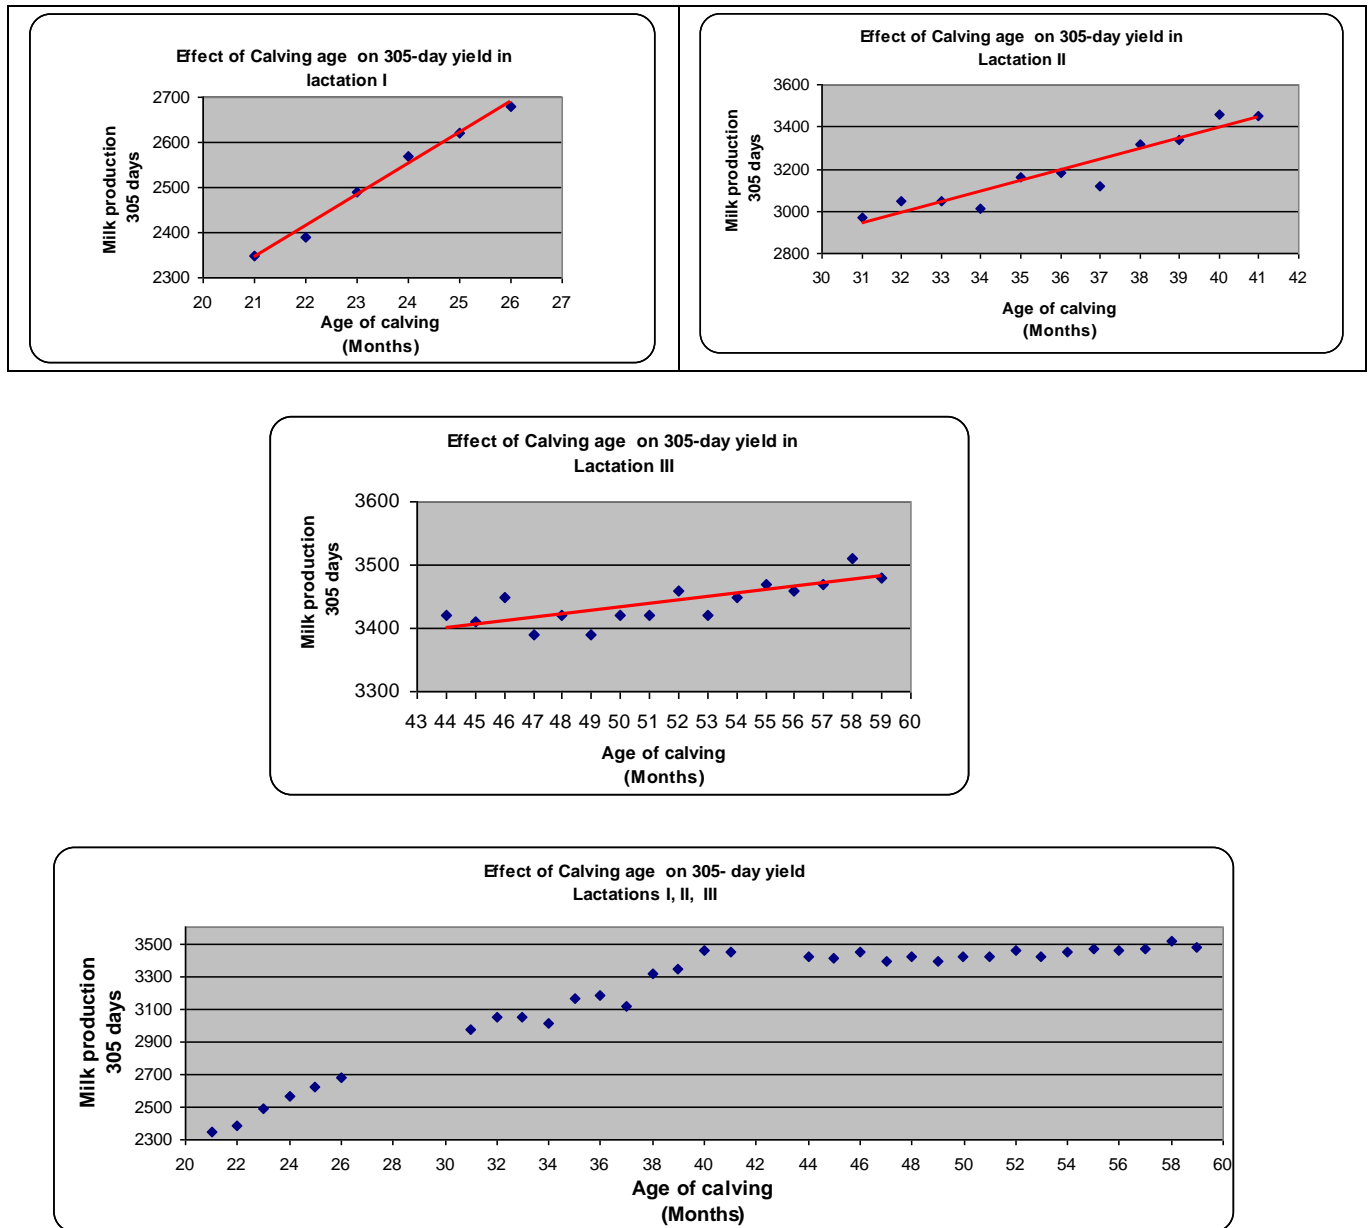 Effect of Calving age on 305-day yield in
lactation I
Milk production
305 days
2700
2600
2500
2400
2300
20 21 22 23 24 25 26 27
Age of calving
(Months)
Effect of Calving age on 305-day yield in
Lactation II
Milk production
305 days
3600
3400
3200
3000
2800
30 31 32 33 34 35 36 37 38 39 40 41 42
Age of calving
(Months)
Effect of Calving age on 305-day yield in
Lactation III
Milk production
305 days
3600
3500
3400
3300
43 44 45 46 47 48 49 50 51 52 53 54 55 56 57 58 59 60
Age of calving
(Months)
Effect of Calving age on 305- day yield
Lactations I, II, III
Milk production
305 days
3500
3300
3100
2900
2700
2500
2300
20 22 24 26 28 30 32 34 36 38 40 42 44 46 48 50 52 54 56 58 60
Age of calving
(Months)